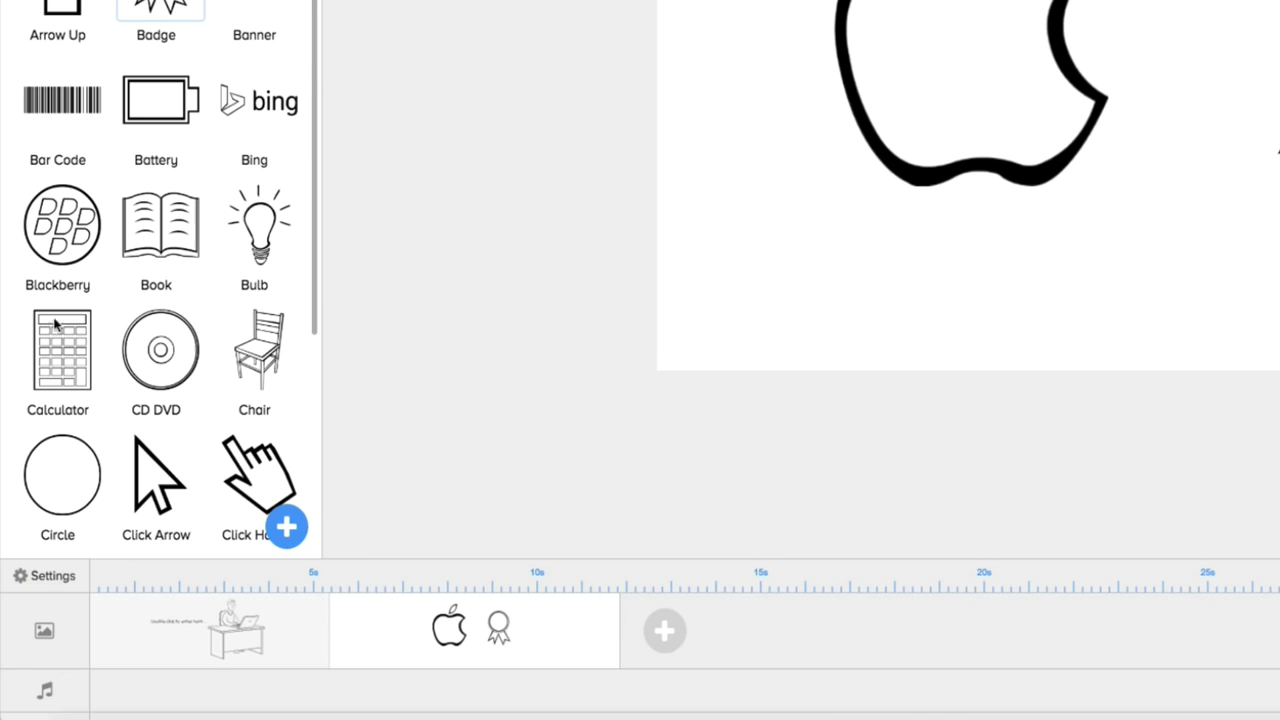 Arrow Up Badge Banner
bing
Bar Code Battery Bing
Blackberry Book Bulb
Calculator CD DVD Chair
Circle Click Arrow Click
Settings 5s 10s 15s 20s 25s